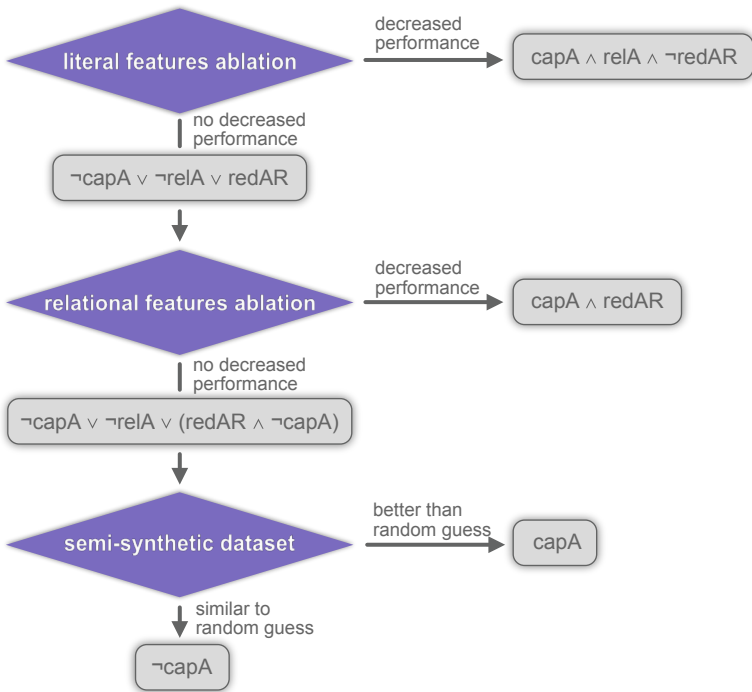 literal features ablation
decreased
performance
capA ∧ relA ∧ ¬redAR
no decreased
performance
¬capA ∨ ¬relA ∨ redAR
relational features ablation
decreased
performance
capA ∧ redAR
no decreased
performance
¬capA ∨ ¬relA ∨ (redAR ∧ ¬capA)
semi-synthetic dataset
better than
random guess
capA
similar to
random guess
¬capA